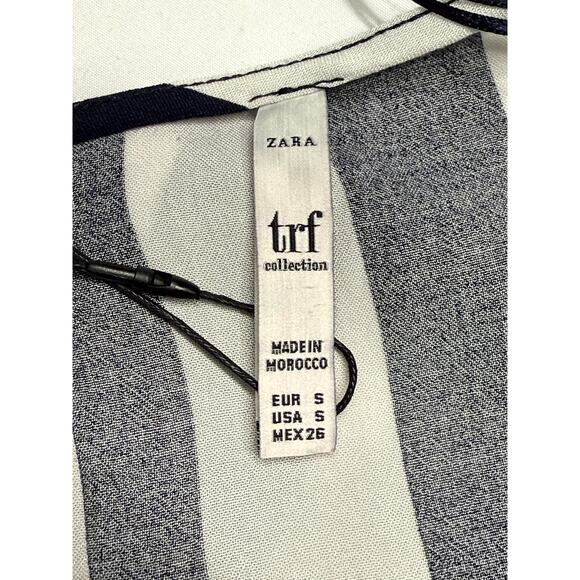 ZARA
trf
collection
MADE IN
MOROCCO
EUR S
USA S
MEX 26